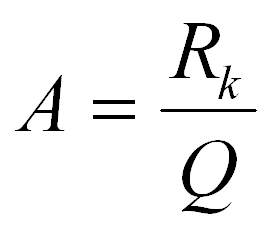 A = R_k / Q